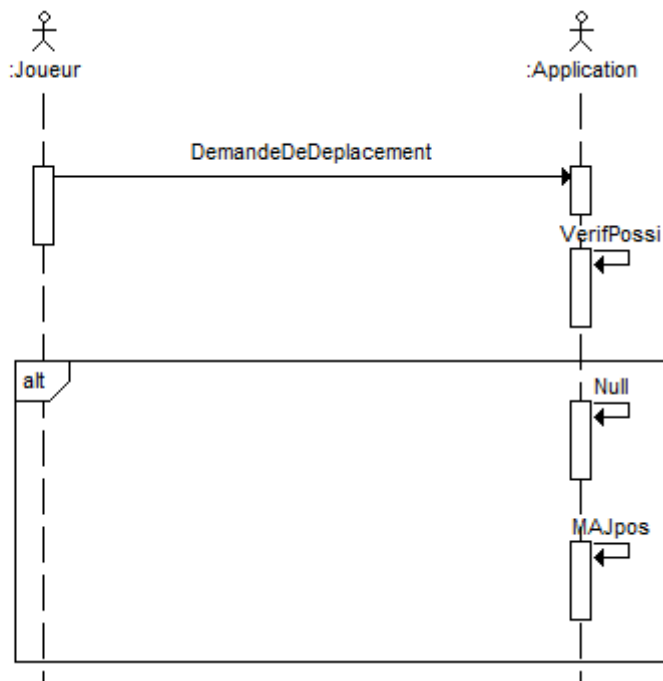 :Joueur
:Application
DemandeDeDeplacement
VerifPossi
alt
Null
MAJpos